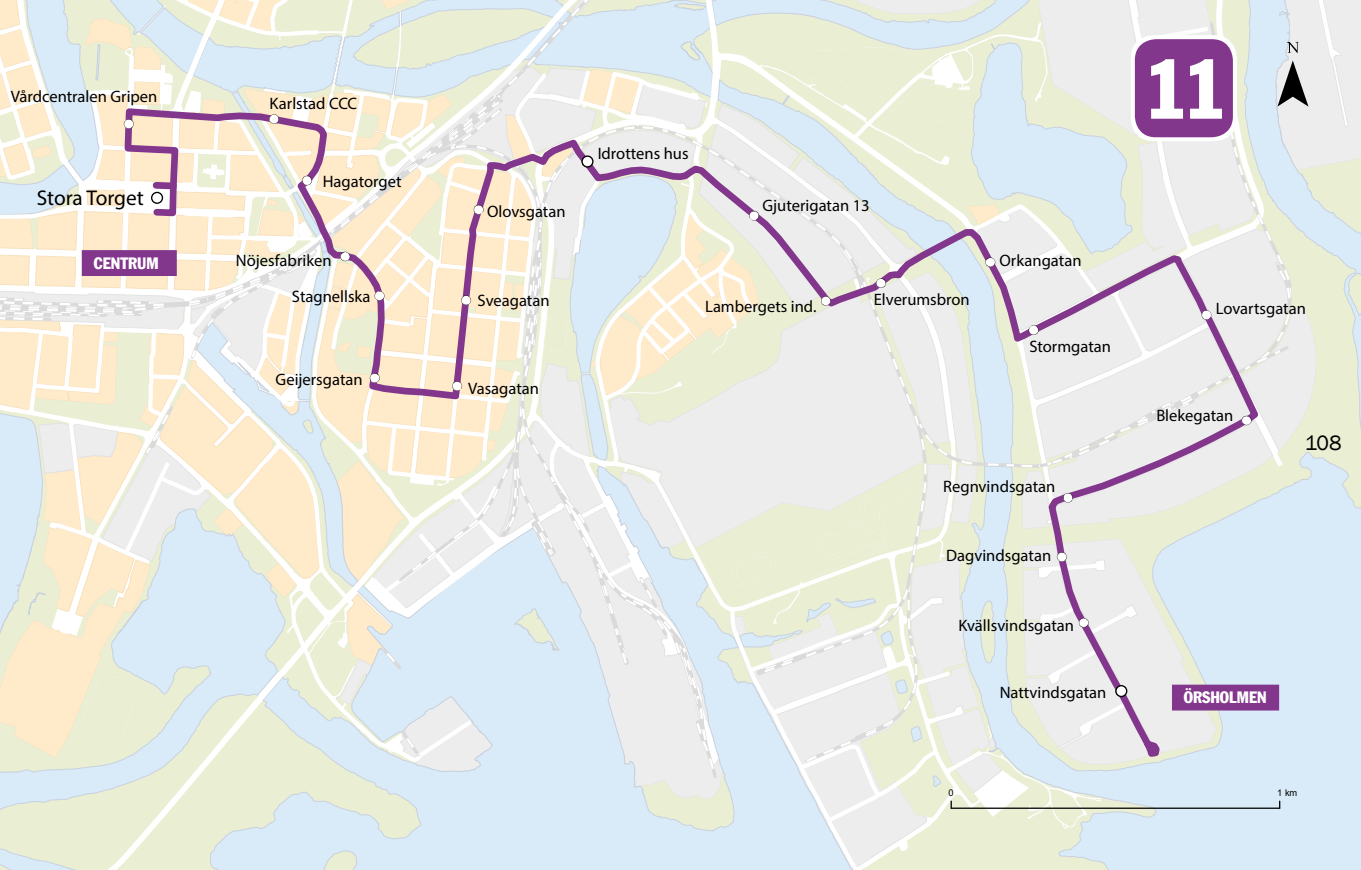 11
N
Vårdcentralen Gripen
Karlstad CCC
Idrottens hus
Hagatorget
Stora Torget
Gjuterigatan 13
Olovsgatan
CENTRUM
Nöjesfabriken
Orkangatan
Stagnellska
Sveagatan
Lambergets ind.
Elverumsbron
Lovartsgatan
Stormgatan
Geijersgatan
Vasagatan
Blekegatan
108
Regnvindsgatan
Dagvindsgatan
Kvällsvindsgatan
Nattvindsgatan
ÖRSHOLMEN
0
1 km